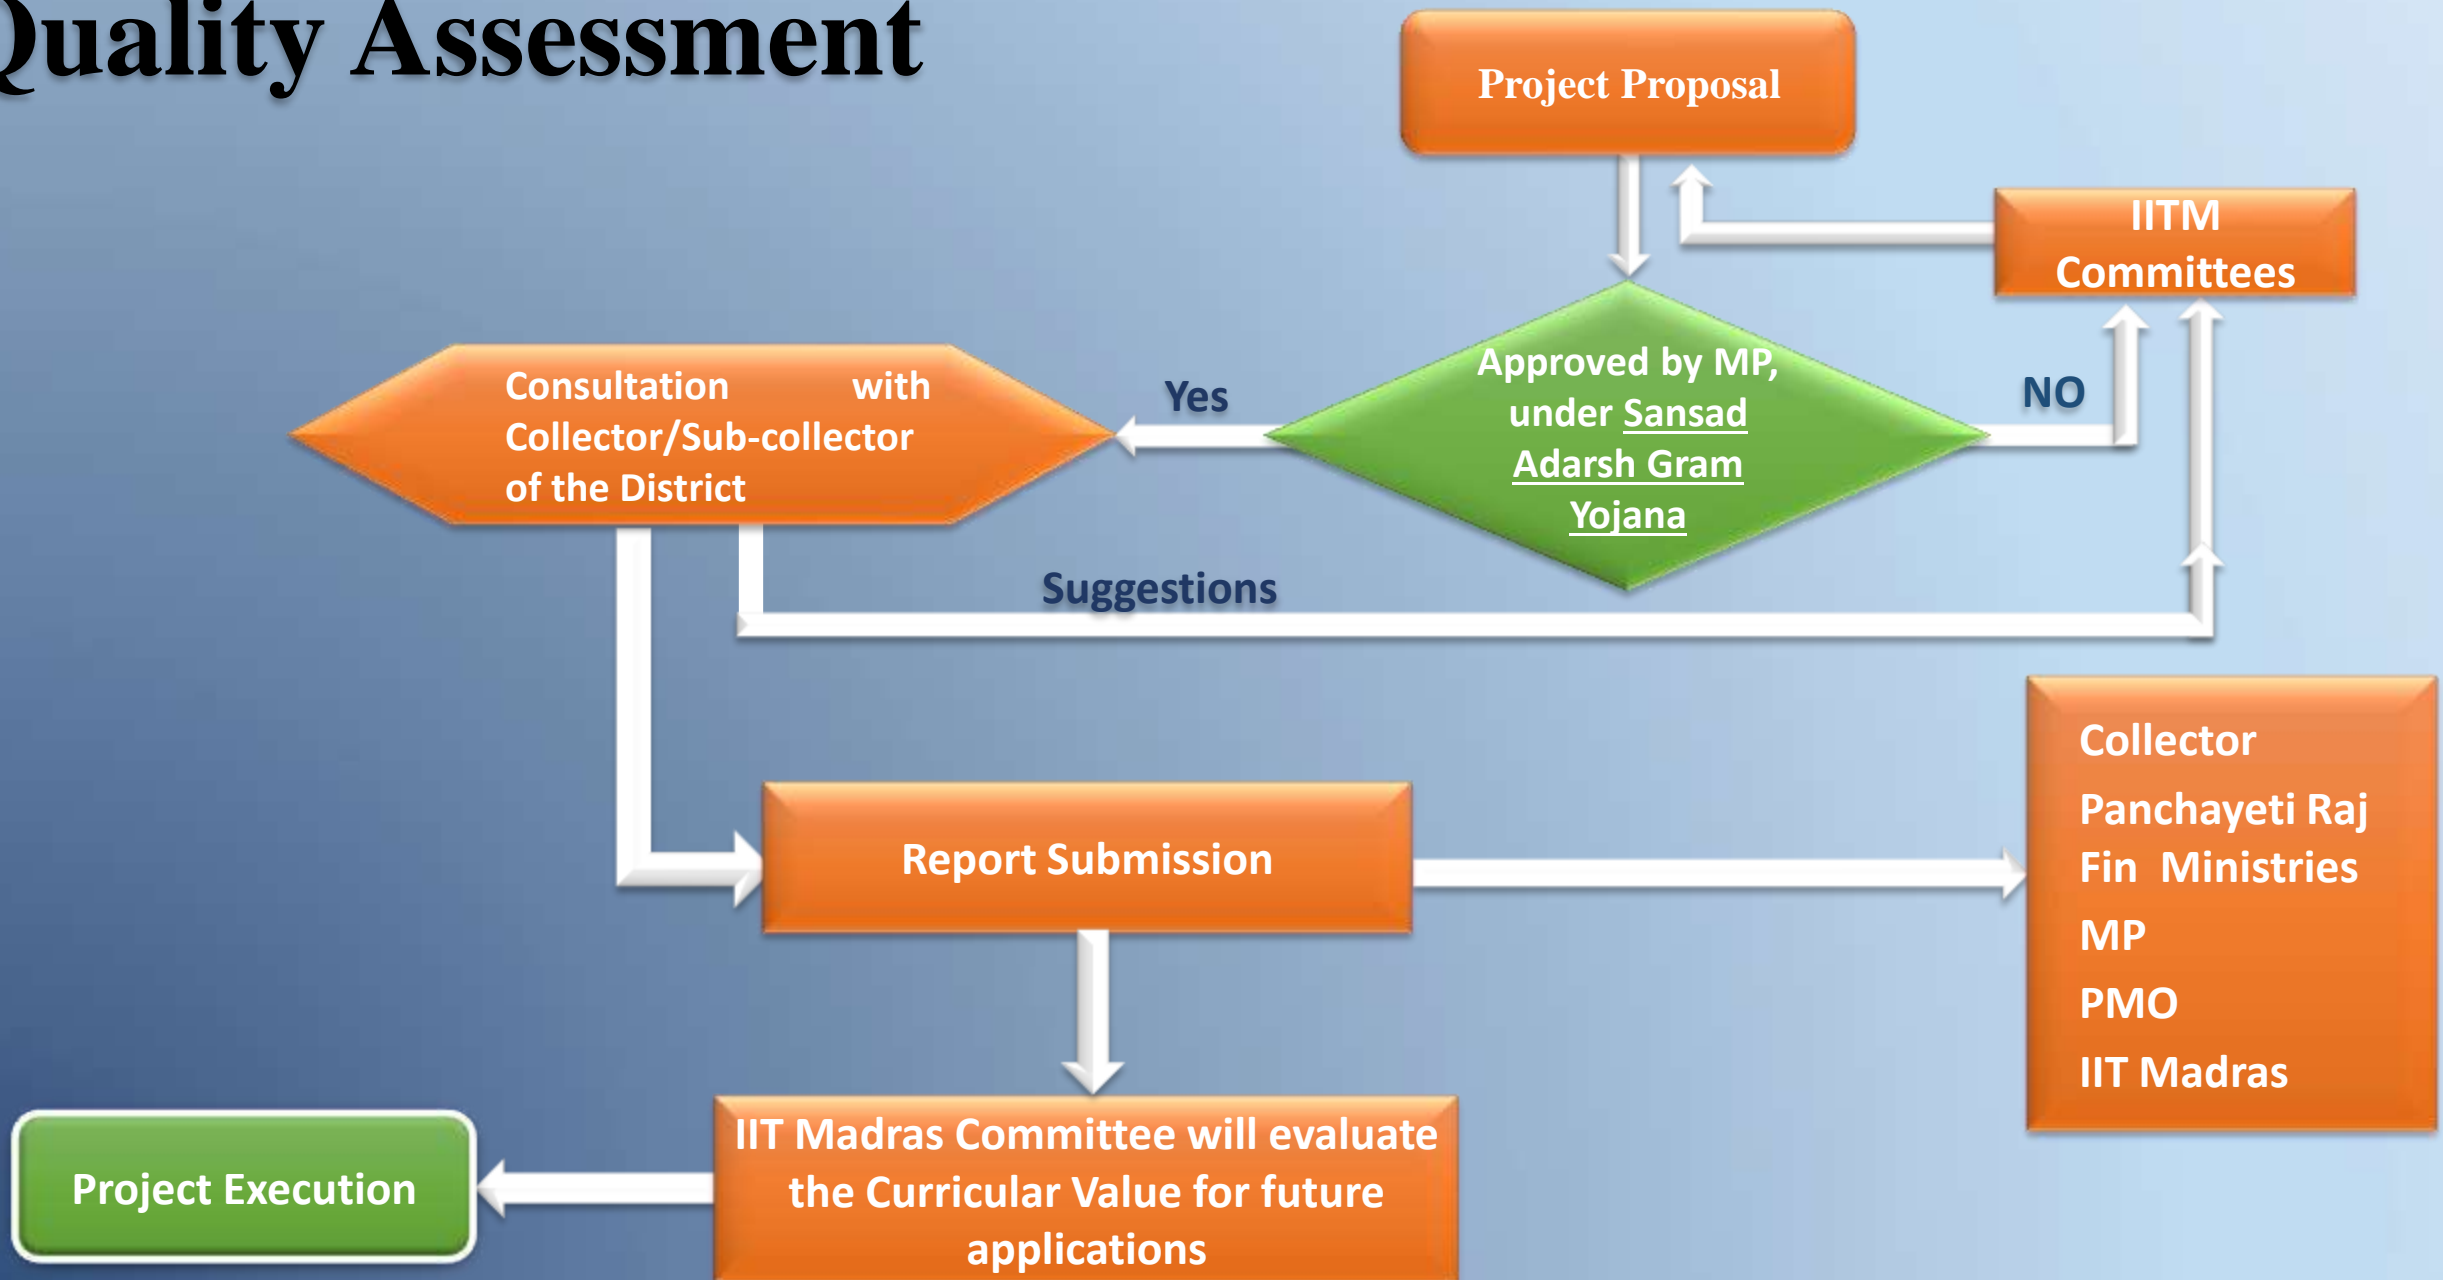 Quality Assessment
Project Proposal
IITM
Committees
Approved by MP,
under Sansad
Adarsh Gram
Yojana
Yes
NO
Consultation with
Collector/Sub-collector
of the District
Suggestions
Report Submission
Collector
Panchayeti Raj
Fin Ministries
MP
PMO
IIT Madras
IIT Madras Committee will evaluate
the Curricular Value for future
applications
Project Execution